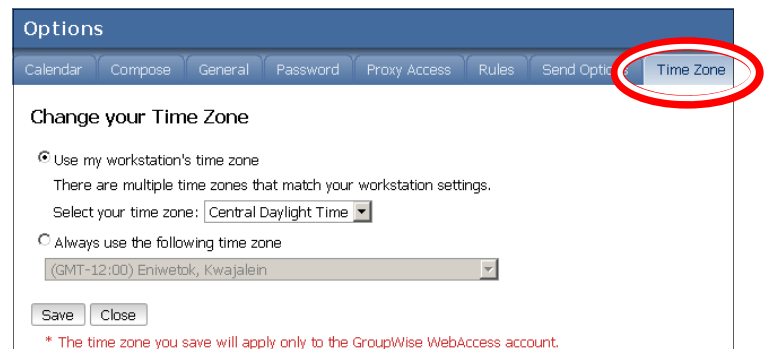 Options
Calendar Compose General Password Proxy Access Rules Send Options Time Zone
Change your Time Zone
Use my workstation's time zone
There are multiple time zones that match your workstation settings.
Select your time zone: Central Daylight Time
Always use the following time zone
(GMT-12:00) Eniwetok, Kwajalein
Save Close
* The time zone you save will apply only to the GroupWise WebAccess account.